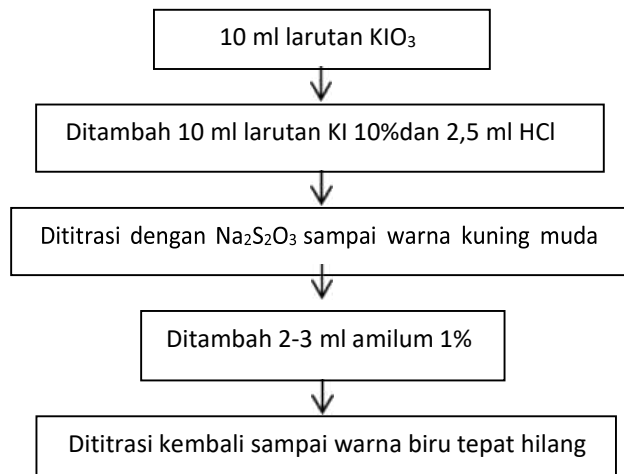 10 ml larutan KIO₃
Ditambah 10 ml larutan KI 10%dan 2,5 ml HCl
Dititrasi dengan Na₂S₂O₃ sampai warna kuning muda
Ditambah 2-3 ml amilum 1%
Dititrasi kembali sampai warna biru tepat hilang